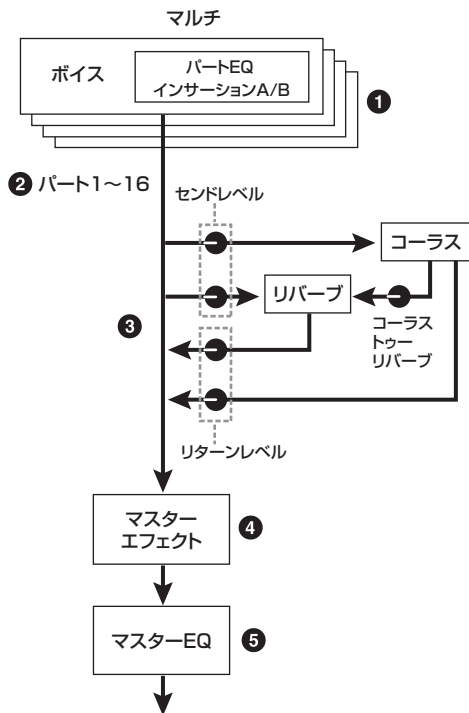 マルチ
ボイス
パートEQ
インサーションA/B
❶
❷ パート1～16
センドレベル
コーラス
リバーブ
コーラス
トゥー
リバーブ
❸
リターンレベル
マスター
エフェクト
❹
マスターEQ
❺